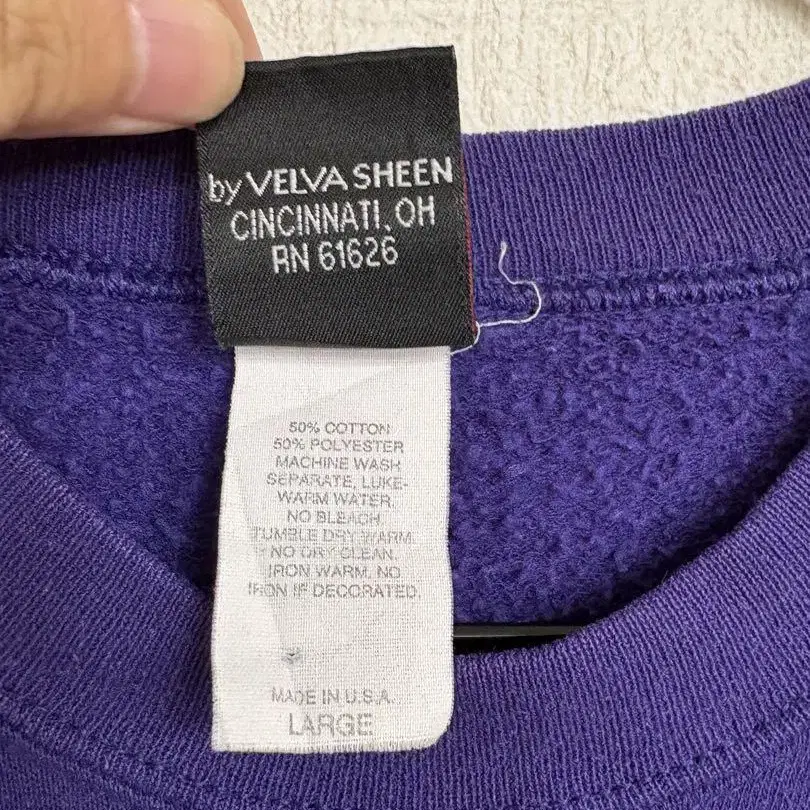 by VELVA SHEEN
CINCINNATI, OH
RN 61626
50% COTTON
50% POLYESTER
MACHINE WASH
SEPARATE, LUKE-
WARM WATER.
NO BLEACH
TUMBLE DRY WARM.
NO DRY CLEAN.
IRON WARM, NO
IRON IF DECORATED.
MADE IN U.S.A.
LARGE